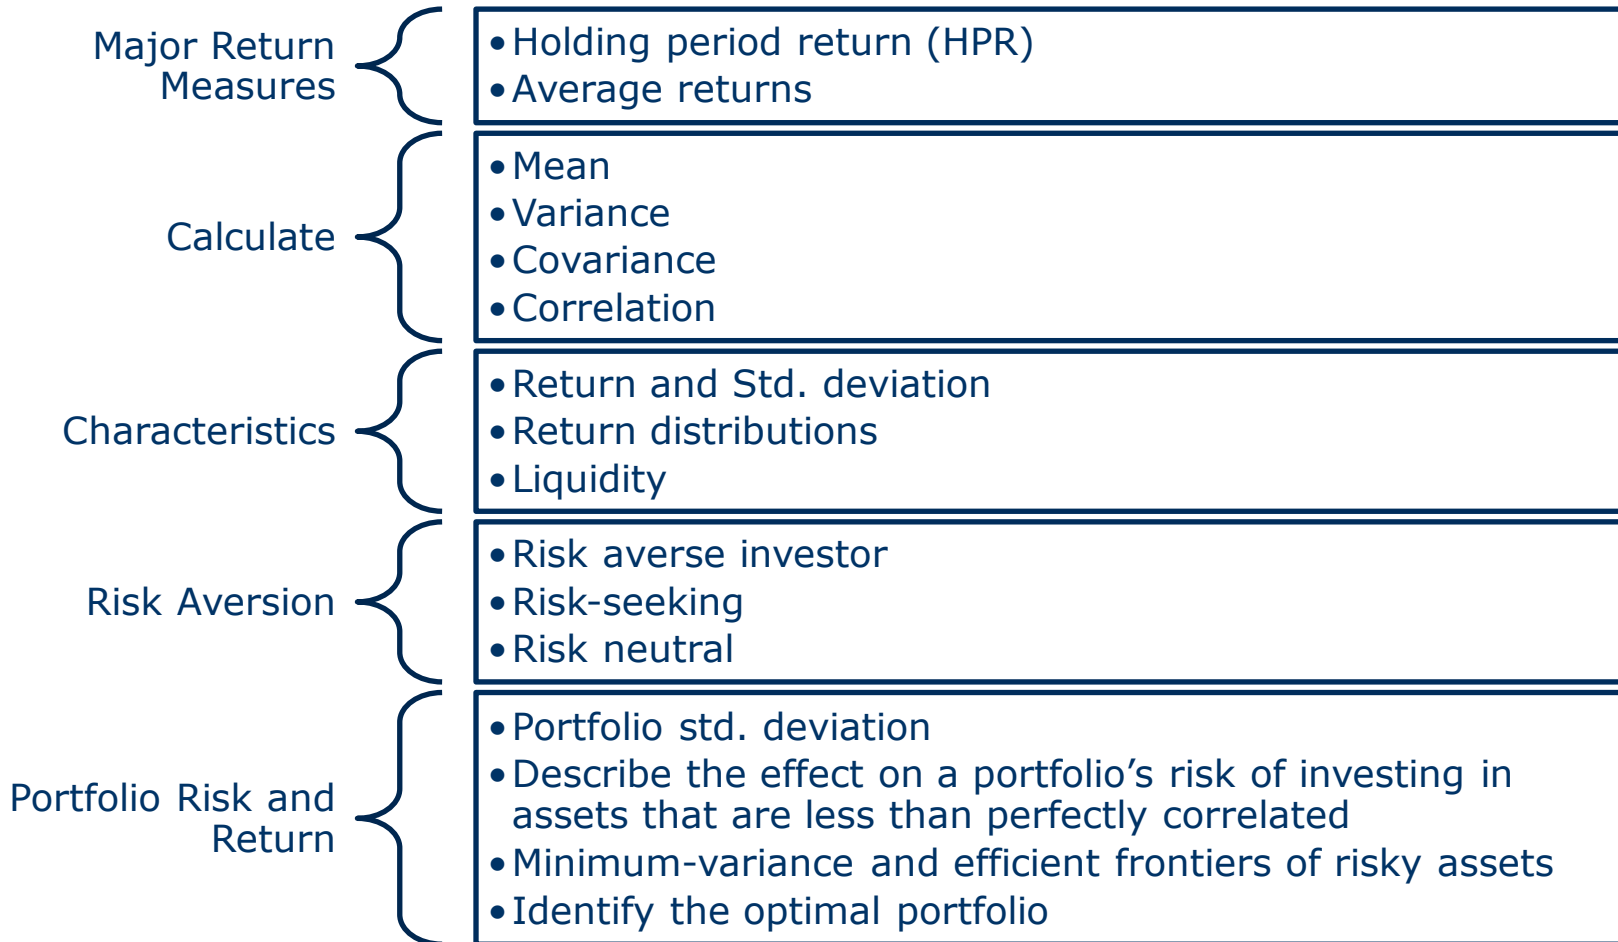 Major Return
Measures
•Holding period return (HPR)
•Average returns
Calculate
•Mean
•Variance
•Covariance
•Correlation
Characteristics
•Return and Std. deviation
•Return distributions
•Liquidity
Risk Aversion
•Risk averse investor
•Risk-seeking
•Risk neutral
Portfolio Risk and
Return
•Portfolio std. deviation
•Describe the effect on a portfolio’s risk of investing in
assets that are less than perfectly correlated
•Minimum-variance and efficient frontiers of risky assets
•Identify the optimal portfolio